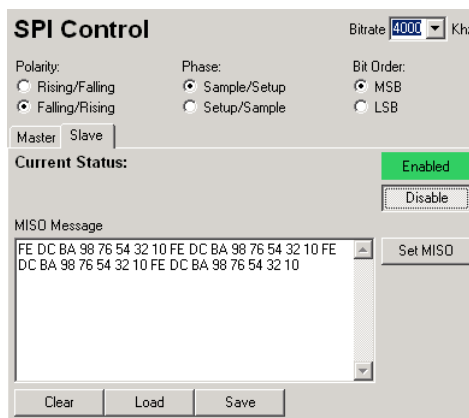 SPI Control
Bitrate 4000 Khz
Polarity: Phase: Bit Order:
Rising/Falling Sample/Setup MSB
Falling/Rising Setup/Sample LSB
Master Slave
Current Status: Enabled
Disable
MISO Message
FE DC BA 98 76 54 32 10 FE DC BA 98 76 54 32 10 FE
DC BA 98 76 54 32 10 FE DC BA 98 76 54 32 10
Set MISO
Clear Load Save